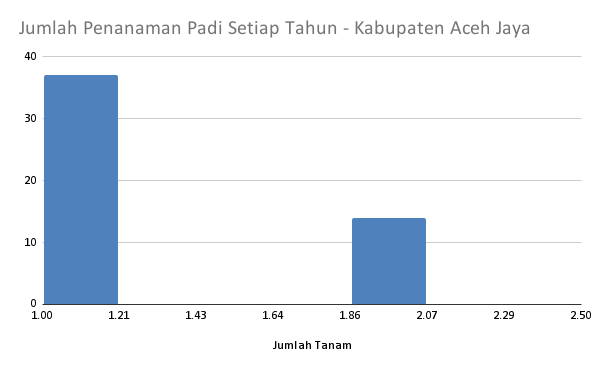 Jumlah Penanaman Padi Setiap Tahun - Kabupaten Aceh Jaya
40
30
20
10
0
1.00 1.21 1.43 1.64 1.86 2.07 2.29 2.50
Jumlah Tanam